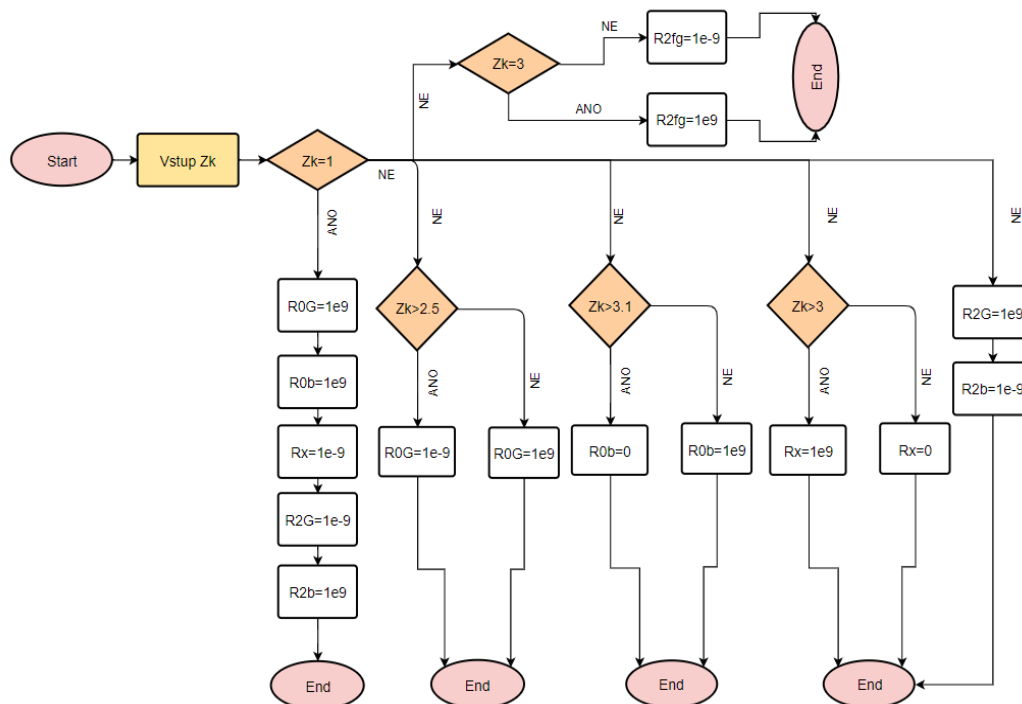 Start
Vstup Zk
Zk=1
NE
ANO
R0G=1e9
R0b=1e9
Rx=1e-9
R2G=1e-9
R2b=1e9
End
NE
Zk=3
NE
R2fg=1e-9
ANO
R2fg=1e9
End
NE
Zk>2.5
ANO
R0G=1e-9
NE
R0G=1e9
End
NE
Zk>3.1
ANO
R0b=0
NE
R0b=1e9
End
NE
Zk>3
ANO
Rx=1e9
NE
Rx=0
End
NE
R2G=1e9
R2b=1e-9